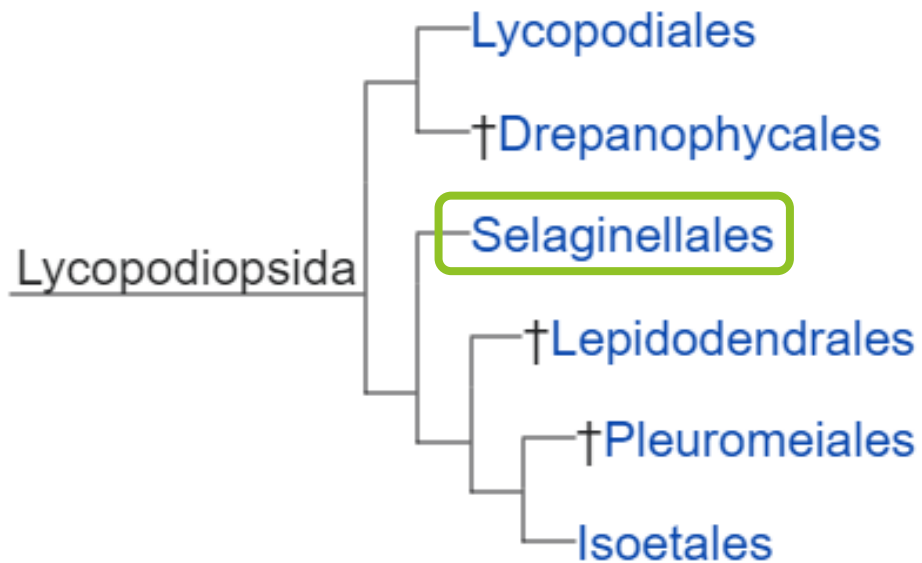 Lycopodiales
†Drepanophycales
Selaginellales
Lycopodiopsida
†Lepidodendrales
†Pleuromeiales
Isoetales